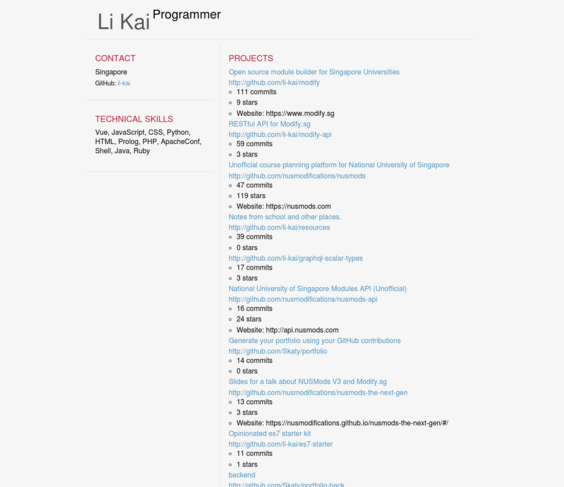 Li Kai Programmer
CONTACT
Singapore
GitHub: li-kai
TECHNICAL SKILLS
Vue, JavaScript, CSS, Python,
HTML, Prolog, PHP, ApacheConf,
Shell, Java, Ruby
PROJECTS
Open source module builder for Singapore Universities
http://github.com/li-kai/modify
111 commits
9 stars
Website: https://www.modify.sg
RESTful API for Modify.sg
http://github.com/li-kai/modify-api
59 commits
3 stars
Unofficial course planning platform for National University of Singapore
http://github.com/nusmodifications/nusmods
47 commits
119 stars
Website: https://nusmods.com
Notes from school and other places.
http://github.com/li-kai/resources
39 commits
0 stars
http://github.com/li-kai/graphql-scalar-types
17 commits
3 stars
National University of Singapore Modules API (Unofficial)
http://github.com/nusmodifications/nusmods-api
16 commits
24 stars
Website: http://api.nusmods.com
Generate your portfolio using your GitHub contributions
http://github.com/Skaty/portfolio
14 commits
0 stars
Slides for a talk about NUSMods V3 and Modify.sg
http://github.com/nusmodifications/nusmods-the-next-gen
13 commits
3 stars
Website: https://nusmodifications.github.io/nusmods-the-next-gen/#/
Opinionated es7 starter kit
http://github.com/li-kai/es7-starter
11 commits
1 stars
backend
http://github.com/Skaty/portfolio-back